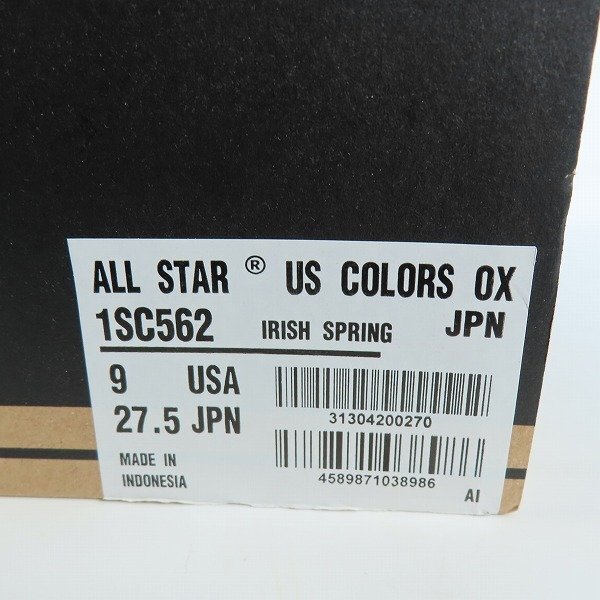 ALL STAR ® US COLORS OX
1SC562 IRISH SPRING JPN
9 USA
27.5 JPN
31304200270
MADE IN
INDONESIA
4589871038986
AI